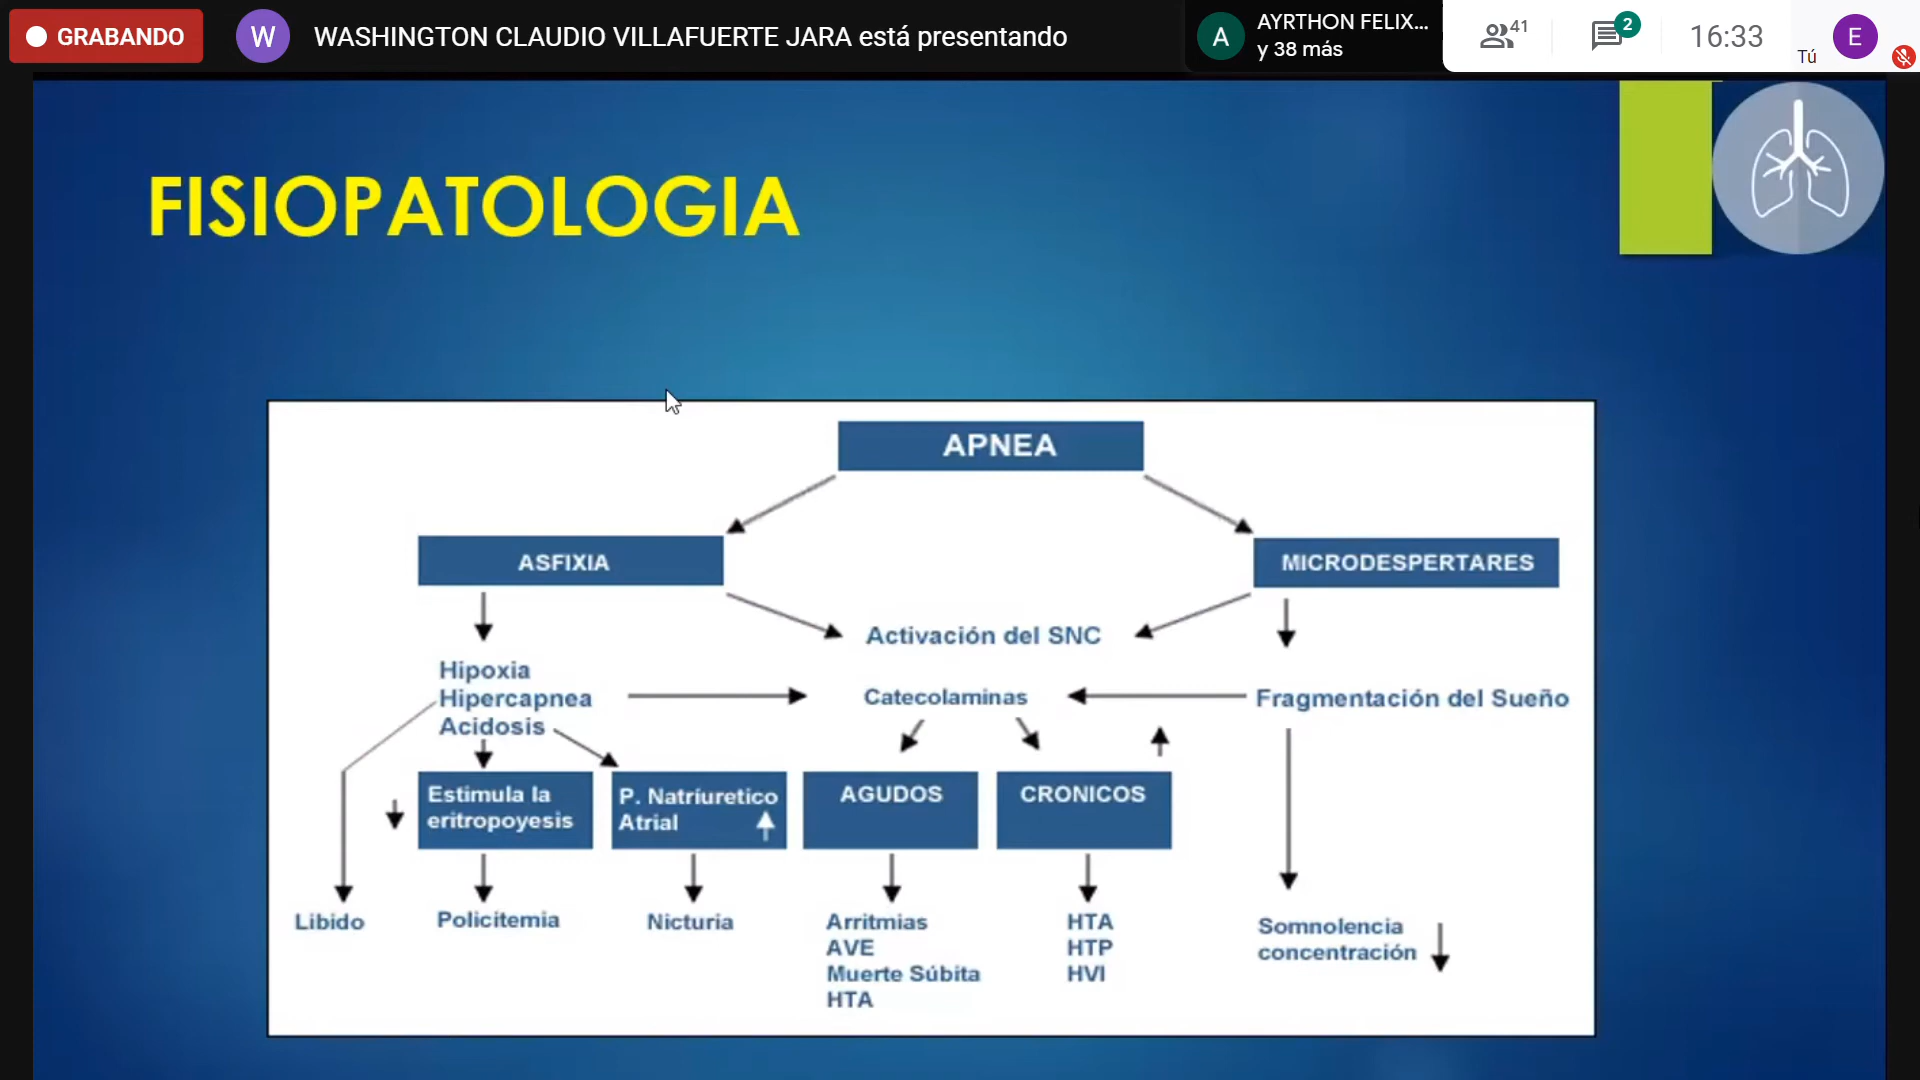 GRABANDO
W
WASHINGTON CLAUDIO VILLAFUERTE JARA está presentando
A
AYRTHON FELIX...
y 38 más
41
2
16:33
Tú
E
FISIOPATOLOGIA
APNEA
ASFIXIA
MICRODESPERTARES
Activación del SNC
Hipoxia
Hipercapnea
Acidosis
Catecolaminas
Fragmentación del Sueño
Estimula la
eritropoyesis
P. Natriuretico
Atrial
AGUDOS
CRONICOS
Libido
Policitemia
Nicturia
Arritmias
AVE
Muerte Súbita
HTA
HTA
HTP
HVI
Somnolencia
concentración